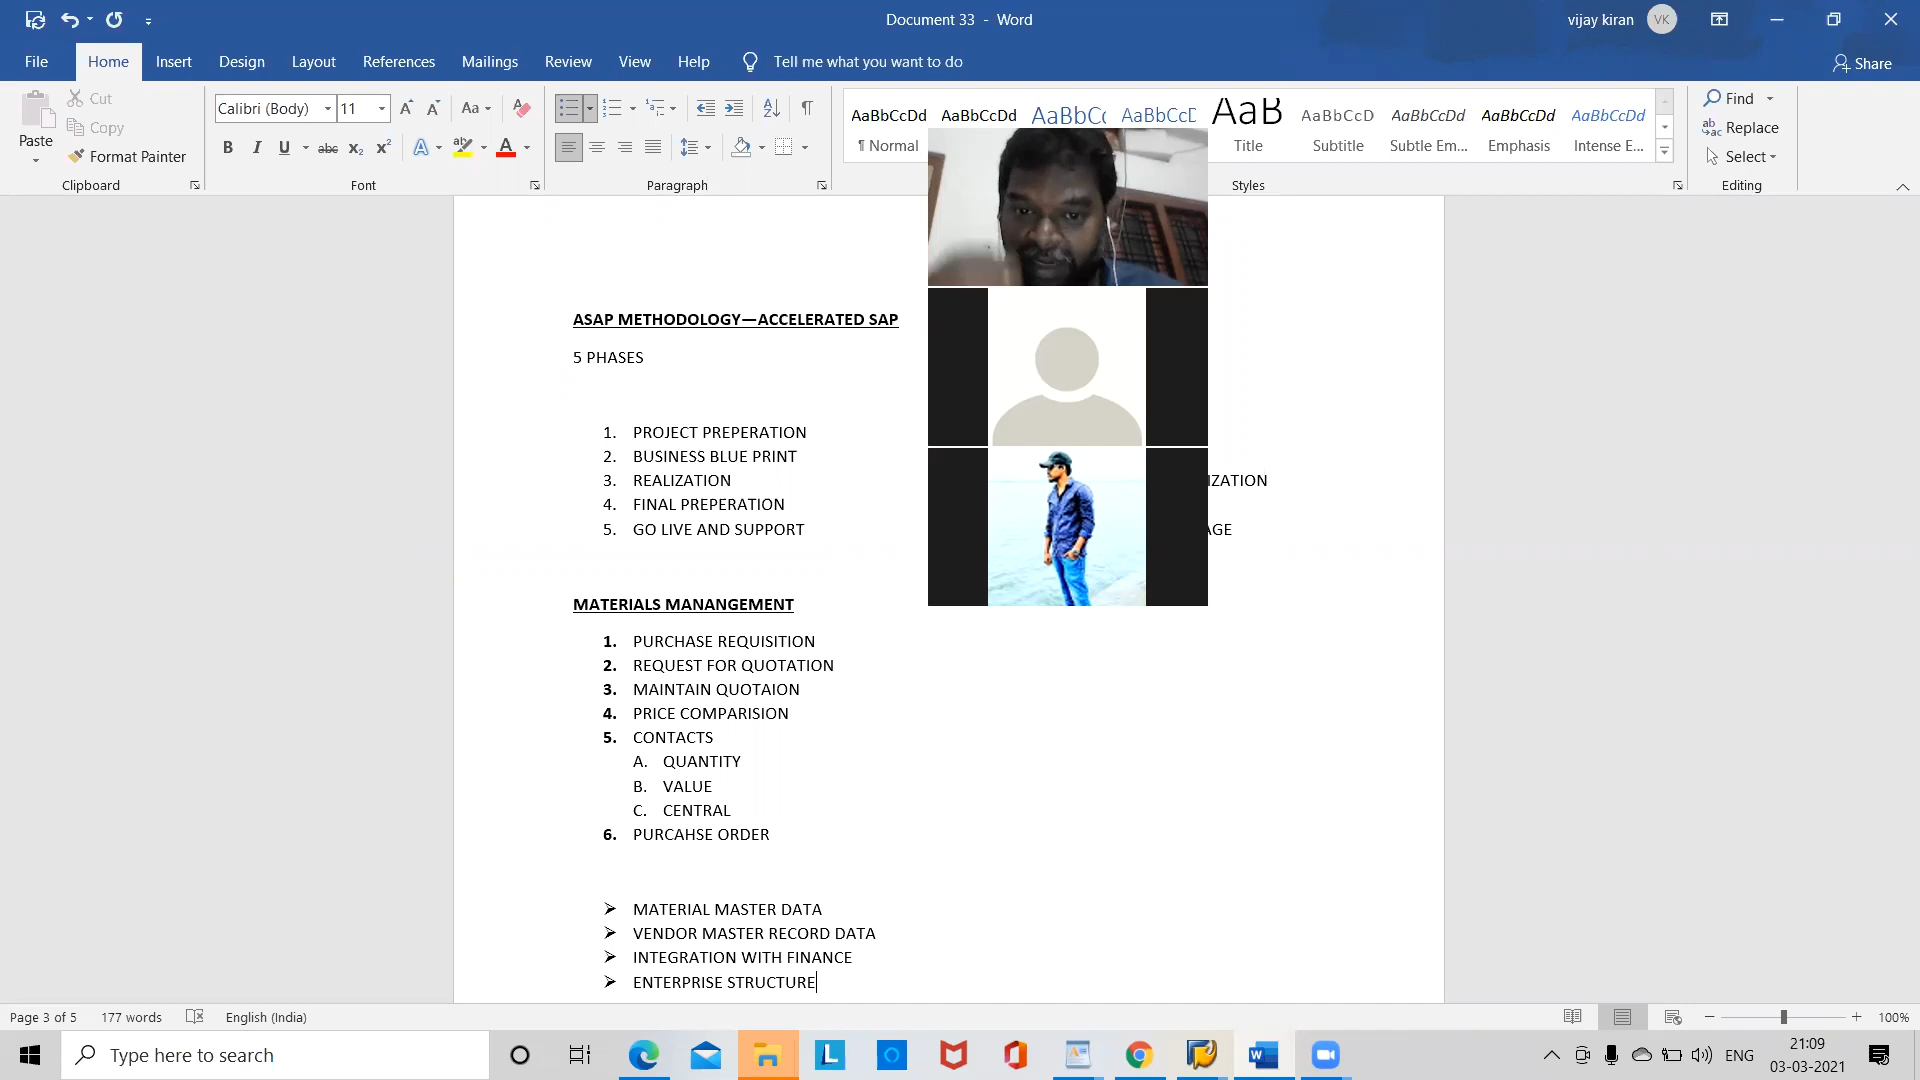 Document 33 - Word
vijay kiran VK
File Home Insert Design Layout References Mailings Review View Help Tell me what you want to do Share
Paste
Cut
Copy
Format Painter
Clipboard
Calibri (Body) 11
Font
Paragraph
AaBbCcDd AaBbCcDd AaBbCc AaBbCcE AaB AaBbCcD AaBbCcDd AaBbCcDd AaBbCcDd
¶ Normal Title Subtitle Subtle Em... Emphasis Intense E...
Styles
Find
Replace
Select
Editing
ASAP METHODOLOGY—ACCELERATED SAP
5 PHASES
1. PROJECT PREPERATION
2. BUSINESS BLUE PRINT
3. REALIZATION IZATION
4. FINAL PREPERATION
5. GO LIVE AND SUPPORT AGE
MATERIALS MANANGEMENT
1. PURCHASE REQUISITION
2. REQUEST FOR QUOTATION
3. MAINTAIN QUOTAION
4. PRICE COMPARISION
5. CONTACTS
A. QUANTITY
B. VALUE
C. CENTRAL
6. PURCAHSE ORDER
➢ MATERIAL MASTER DATA
➢ VENDOR MASTER RECORD DATA
➢ INTEGRATION WITH FINANCE
➢ ENTERPRISE STRUCTURE
Page 3 of 5 177 words English (India) 100%
Type here to search
ENG
21:09
03-03-2021